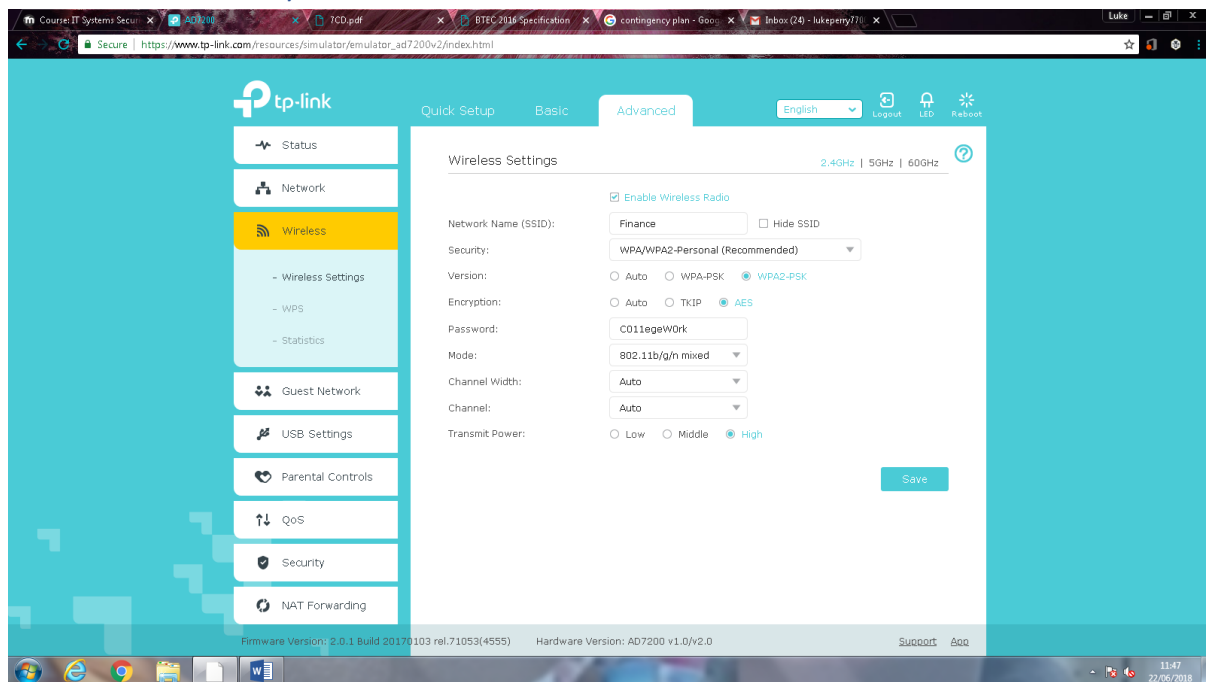 Course: IT Systems Secur
AD7200
7CD.pdf
BTEC 2016 Specification
contingency plan - Goog
Inbox (24) - lukeperry770
Luke
Secure | https://www.tp-link.com/resources/simulator/emulator_ad7200v2/index.html
tp-link
Quick Setup
Basic
Advanced
English
Logout
LED
Reboot
Status
Network
Wireless
- Wireless Settings
- WPS
- Statistics
Guest Network
USB Settings
Parental Controls
QoS
Security
NAT Forwarding
Wireless Settings
2.4GHz | 5GHz | 60GHz
?
Enable Wireless Radio
Network Name (SSID): Finance Hide SSID
Security: WPA/WPA2-Personal (Recommended)
Version: Auto WPA-PSK WPA2-PSK
Encryption: Auto TKIP AES
Password: C011egeW0rk
Mode: 802.11b/g/n mixed
Channel Width: Auto
Channel: Auto
Transmit Power: Low Middle High
Save
Firmware Version: 2.0.1 Build 20170103 rel.71053(4555) Hardware Version: AD7200 v1.0/v2.0 Support App
11:47
22/06/2018